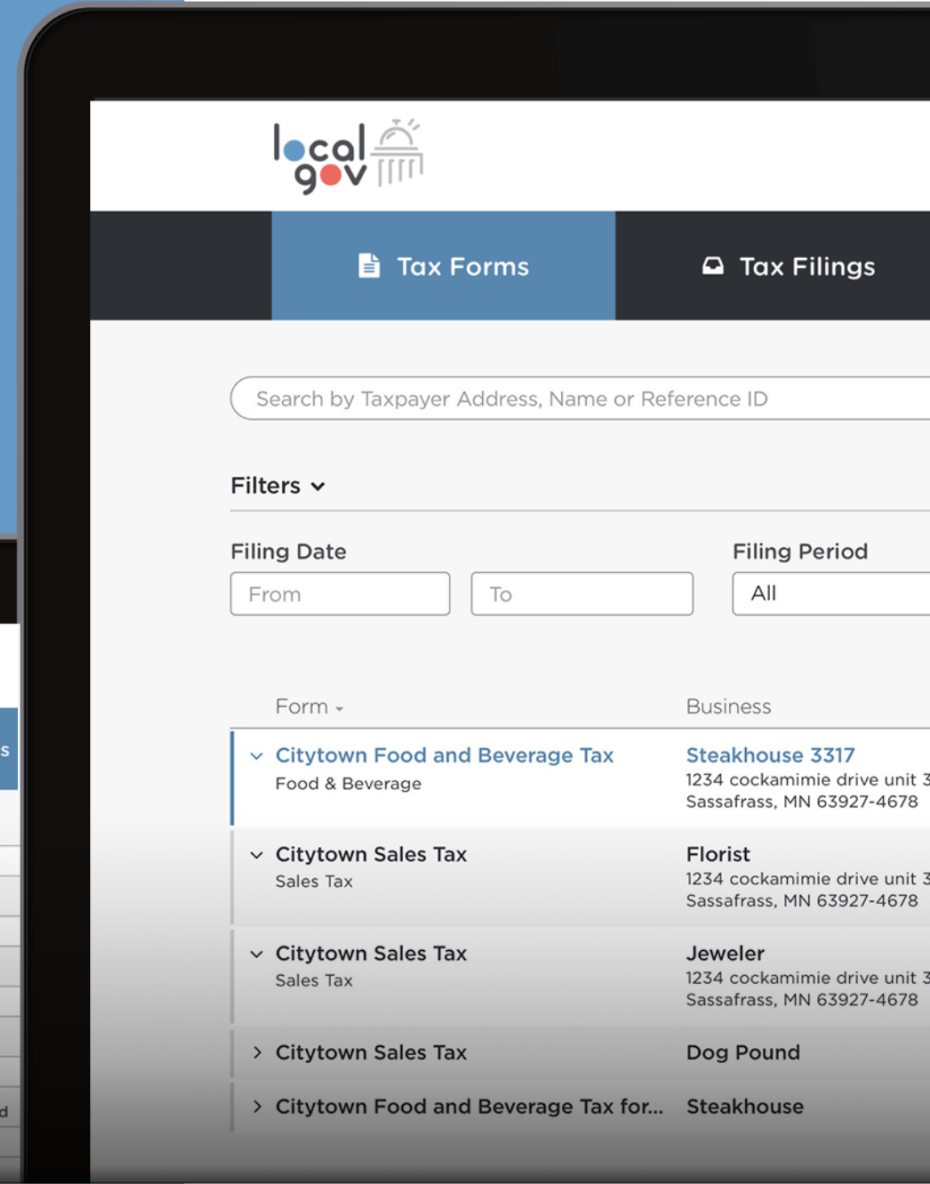 local
gov
Tax Forms
Tax Filings
Search by Taxpayer Address, Name or Reference ID
Filters
Filing Date
Filing Period
From
To
All
Form
Business
Citytown Food and Beverage Tax
Steakhouse 3317
Food & Beverage
1234 cockamimie drive unit 3
Sassafrass, MN 63927-4678
Citytown Sales Tax
Florist
Sales Tax
1234 cockamimie drive unit 3
Sassafrass, MN 63927-4678
Citytown Sales Tax
Jeweler
Sales Tax
1234 cockamimie drive unit 3
Sassafrass, MN 63927-4678
Citytown Sales Tax
Dog Pound
Citytown Food and Beverage Tax for...
Steakhouse
s
d